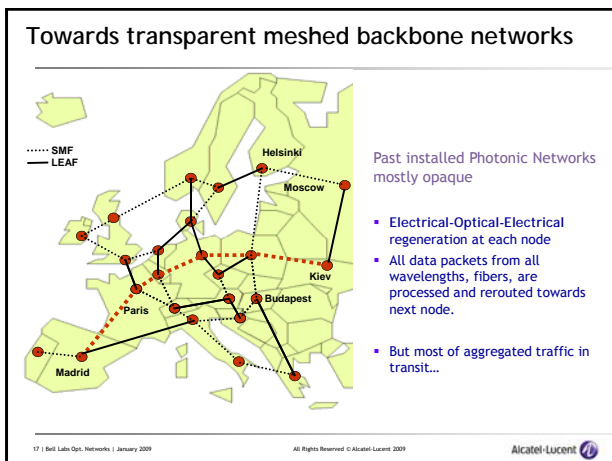 Towards transparent meshed backbone networks
SMF
LEAF
Helsinki
Moscow
Kiev
Paris
Budapest
Madrid
Past installed Photonic Networks
mostly opaque
▪ Electrical-Optical-Electrical
regeneration at each node
▪ All data packets from all
wavelengths, fibers, are
processed and rerouted towards
next node.
▪ But most of aggregated traffic in
transit…
17 | Bell Labs Opt. Networks | January 2009
All Rights Reserved © Alcatel-Lucent 2009
Alcatel·Lucent